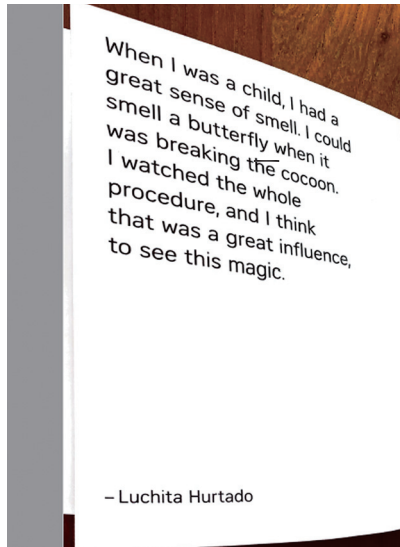 When I was a child, I had a
great sense of smell. I could
smell a butterfly when it
was breaking the cocoon.
I watched the whole
procedure, and I think
that was a great influence,
to see this magic.
– Luchita Hurtado